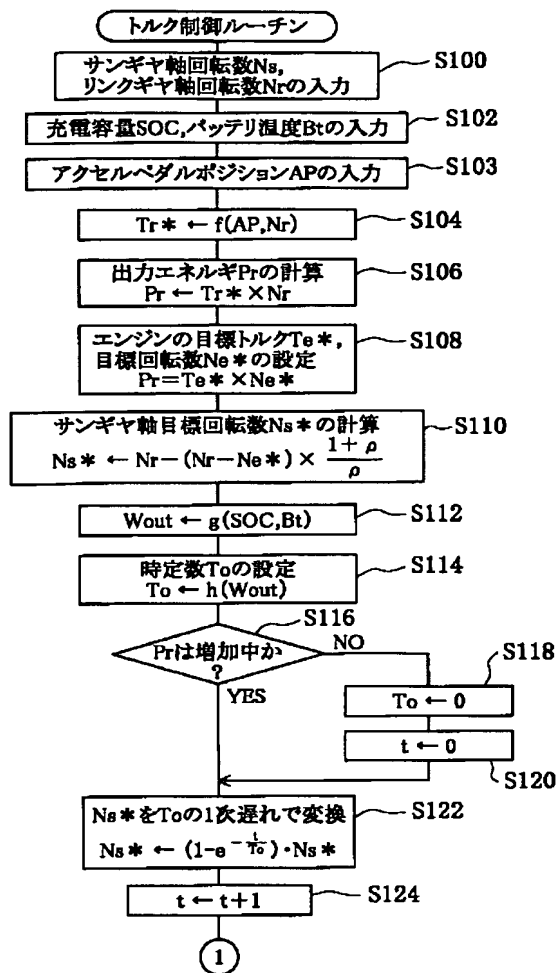 トルク制御ルーチン
サンギヤ軸回転数Ns,
リンクギヤ軸回転数Nrの入力
S100
充電容量SOC,バッテリ温度Btの入力
S102
アクセルペダルポジションAPの入力
S103
Tr* ← f(AP,Nr)
S104
出力エネルギPrの計算
Pr ← Tr*×Nr
S106
エンジンの目標トルクTe*,
目標回転数Ne*の設定
Pr=Te*×Ne*
S108
サンギヤ軸目標回転数Ns*の計算
Ns* ← Nr-(Nr-Ne*)× (1+ρ)/ρ
S110
Wout ← g(SOC,Bt)
S112
時定数Toの設定
To ← h(Wout)
S114
S116
Prは増加中か
?
NO
YES
S118
To ← 0
t ← 0
S120
Ns*をToの1次遅れで変換
Ns* ← (1-e^-t/To)・Ns*
S122
t ← t+1
S124
1